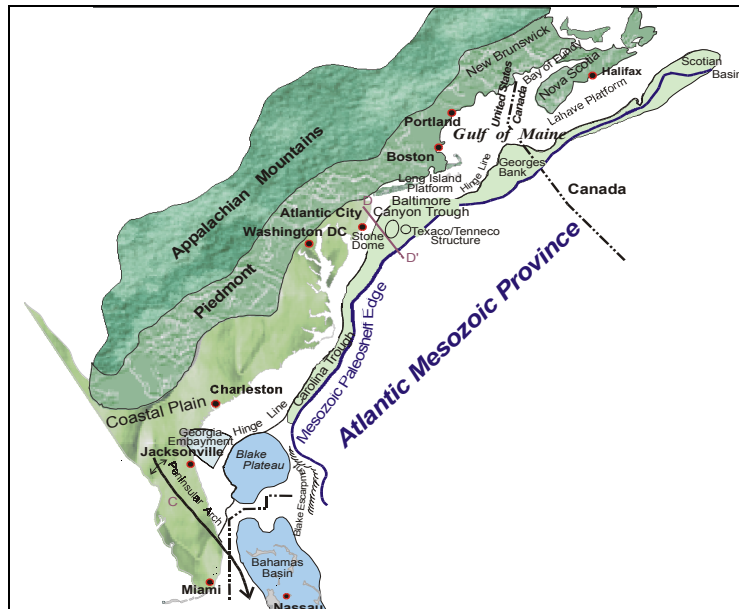 New Brunswick
Bay of Fundy
Nova Scotia
Halifax
Scotian
Basin
Lahave Platform
United States
Canada
Portland
Gulf of Maine
Boston
Hinge Line
Georges
Bank
Canada
Appalachian Mountains
Long Island
Platform
Baltimore
Canyon Trough
D
Atlantic City
Washington DC
Stone
Dome
Texaco/Tenneco
Structure
D'
Piedmont
Atlantic Mesozoic Province
Mesozoic Paleoshelf Edge
Carolina Trough
Charleston
Coastal Plain
Hinge Line
Georgia
Embayment
Jacksonville
Blake
Plateau
Peninsular Arch
C
Blake Escarpment
Bahamas
Basin
Miami
Nassau